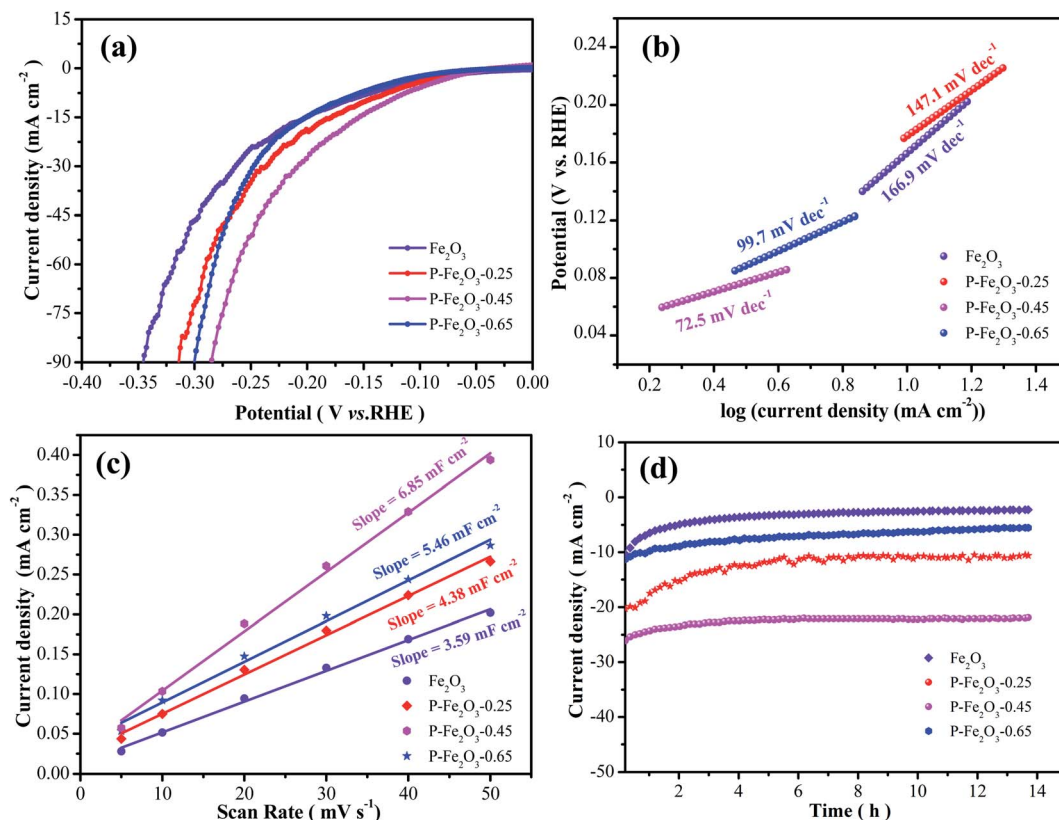 (a)
15
0
-15
-30
-45
-60
-75
-90
Current density (mA cm⁻²)
Fe₂O₃
P-Fe₂O₃-0.25
P-Fe₂O₃-0.45
P-Fe₂O₃-0.65
-0.40 -0.35 -0.30 -0.25 -0.20 -0.15 -0.10 -0.05 0.00
Potential ( V vs.RHE )
(b)
0.24
0.20
0.16
0.12
0.08
0.04
Potential (V vs. RHE)
147.1 mV dec⁻¹
166.9 mV dec⁻¹
99.7 mV dec⁻¹
72.5 mV dec⁻¹
Fe₂O₃
P-Fe₂O₃-0.25
P-Fe₂O₃-0.45
P-Fe₂O₃-0.65
0.2 0.4 0.6 0.8 1.0 1.2 1.4
log (current density (mA cm⁻²))
(c)
0.40
0.35
0.30
0.25
0.20
0.15
0.10
0.05
0.00
Current density (mA cm⁻²)
Slope = 6.85 mF cm⁻²
Slope = 5.46 mF cm⁻²
Slope = 4.38 mF cm⁻²
Slope = 3.59 mF cm⁻²
Fe₂O₃
P-Fe₂O₃-0.25
P-Fe₂O₃-0.45
P-Fe₂O₃-0.65
0 10 20 30 40 50
Scan Rate ( mV s⁻¹)
(d)
10
0
-10
-20
-30
-40
-50
Current density ( mA cm⁻²)
Fe₂O₃
P-Fe₂O₃-0.25
P-Fe₂O₃-0.45
P-Fe₂O₃-0.65
2 4 6 8 10 12 14
Time ( h )